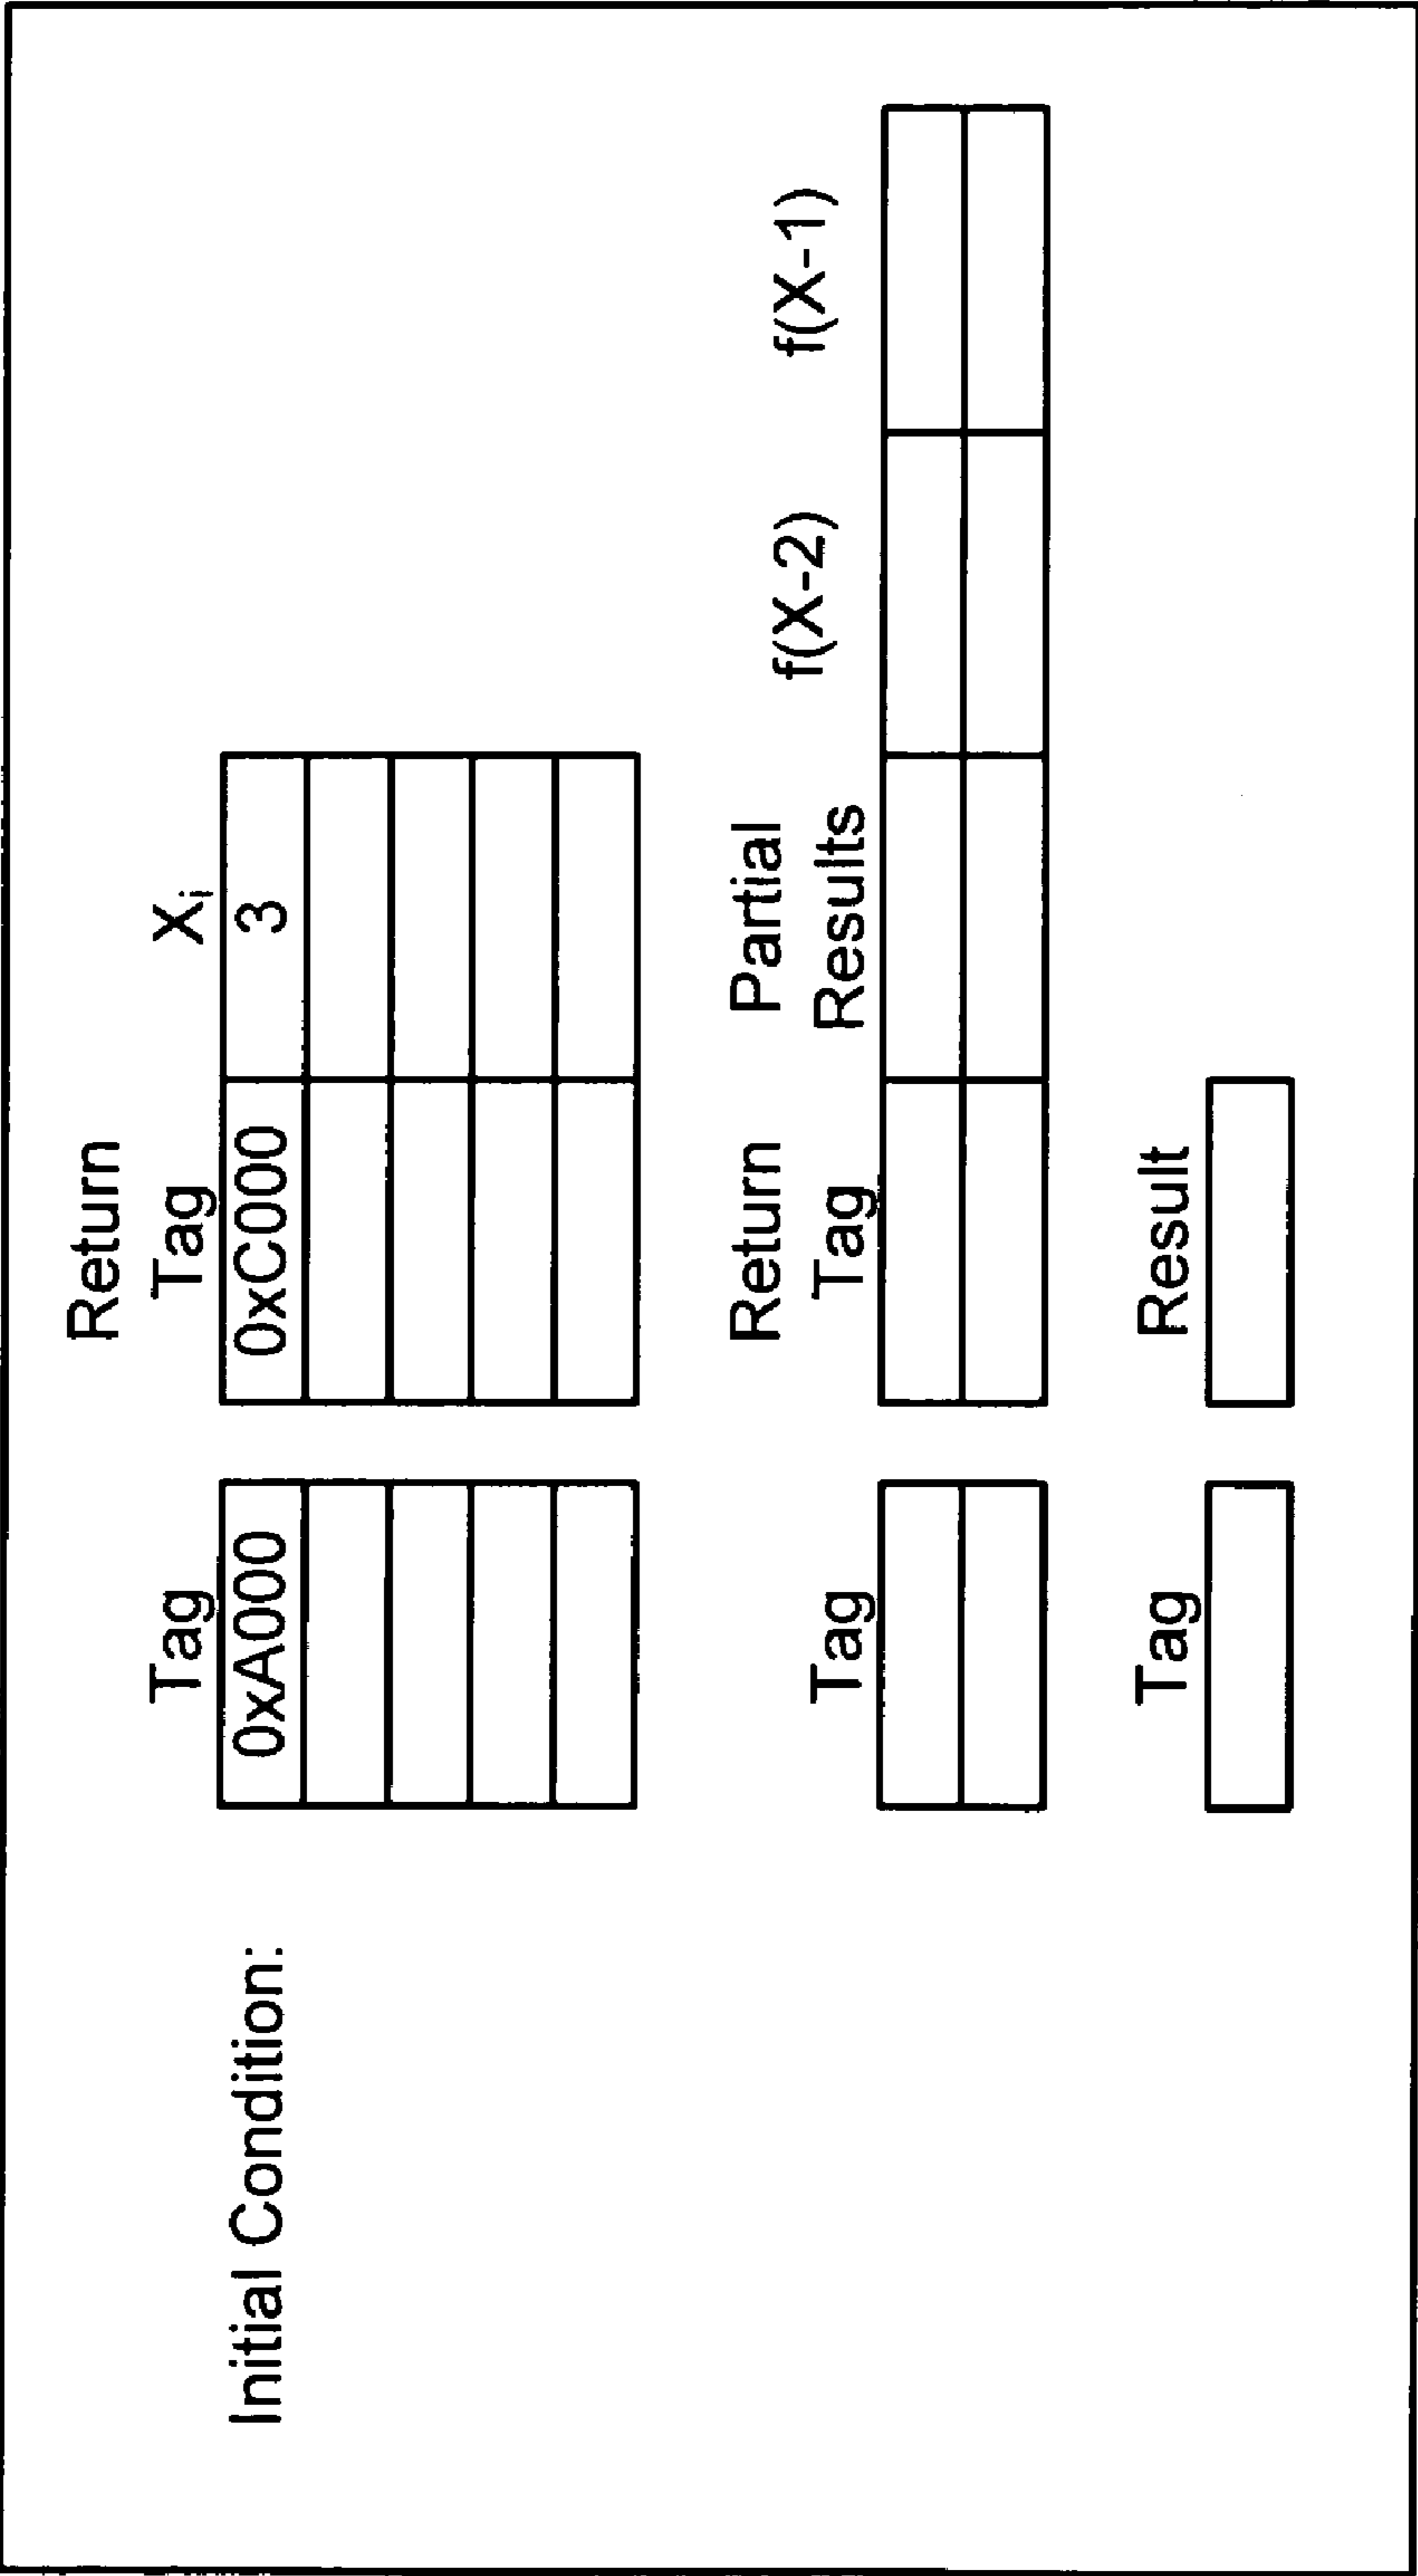 Return
Tag Tag Xi
Initial Condition: 0xA000 0xC000 3
Return Partial
Tag Tag Results f(X-2) f(X-1)
Tag Result